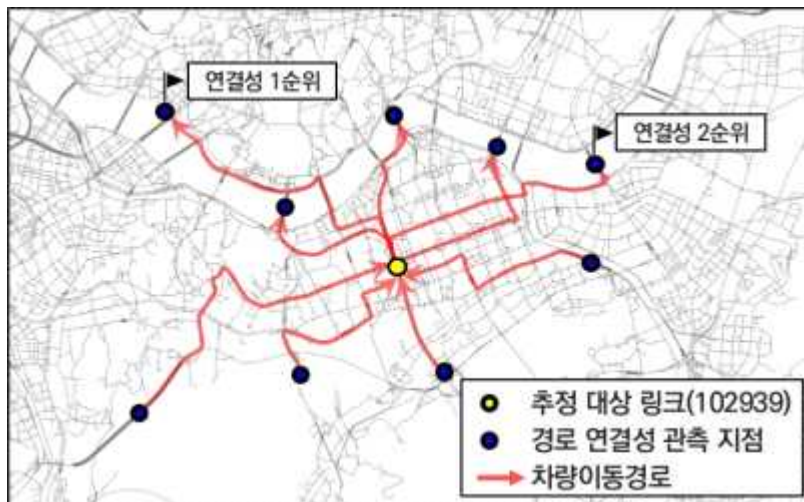 연결성 1순위
연결성 2순위
추정 대상 링크(102939)
경로 연결성 관측 지점
차량이동경로